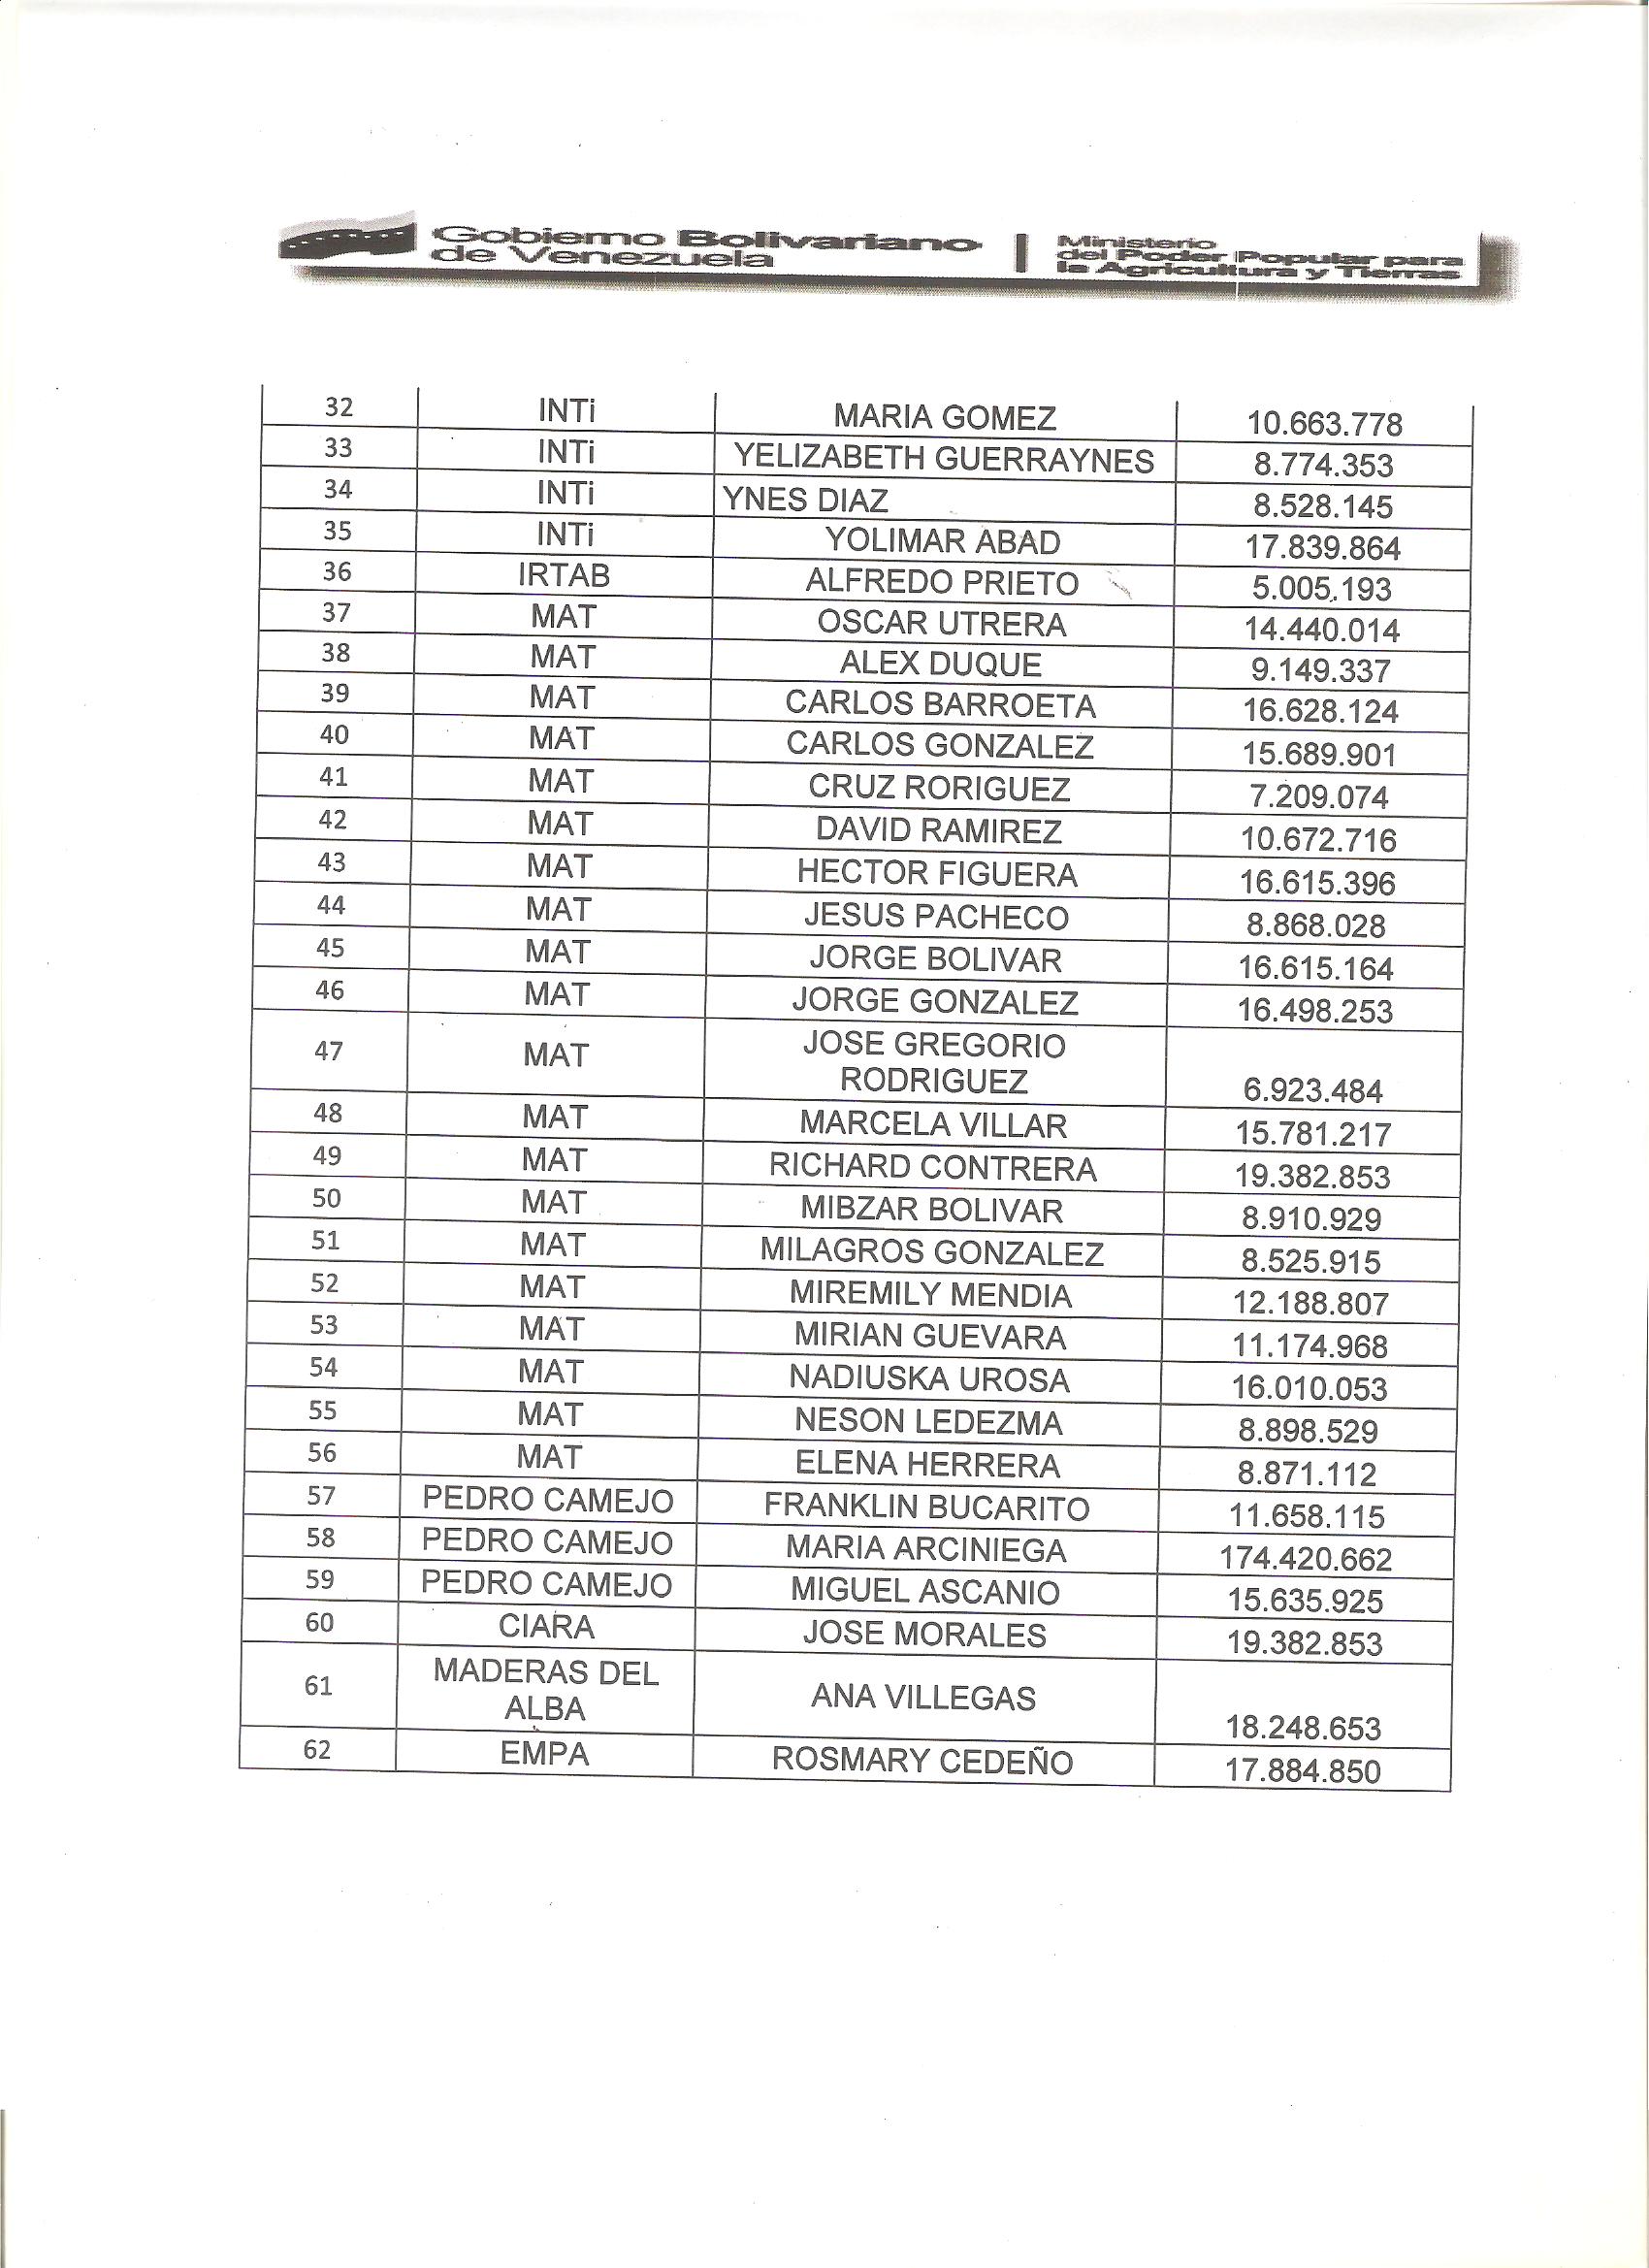 Gobierno Bolivariano
de Venezuela
Ministerio
del Poder Popular para
la Agricultura y Tierras
32 INTi MARIA GOMEZ 10.663.778
33 INTi YELIZABETH GUERRAYNES 8.774.353
34 INTi YNES DIAZ 8.528.145
35 INTi YOLIMAR ABAD 17.839.864
36 IRTAB ALFREDO PRIETO 5.005.193
37 MAT OSCAR UTRERA 14.440.014
38 MAT ALEX DUQUE 9.149.337
39 MAT CARLOS BARROETA 16.628.124
40 MAT CARLOS GONZALEZ 15.689.901
41 MAT CRUZ RORIGUEZ 7.209.074
42 MAT DAVID RAMIREZ 10.672.716
43 MAT HECTOR FIGUERA 16.615.396
44 MAT JESUS PACHECO 8.868.028
45 MAT JORGE BOLIVAR 16.615.164
46 MAT JORGE GONZALEZ 16.498.253
47 MAT JOSE GREGORIO
RODRIGUEZ 6.923.484
48 MAT MARCELA VILLAR 15.781.217
49 MAT RICHARD CONTRERA 19.382.853
50 MAT MIBZAR BOLIVAR 8.910.929
51 MAT MILAGROS GONZALEZ 8.525.915
52 MAT MIREMILY MENDIA 12.188.807
53 MAT MIRIAN GUEVARA 11.174.968
54 MAT NADIUSKA UROSA 16.010.053
55 MAT NESON LEDEZMA 8.898.529
56 MAT ELENA HERRERA 8.871.112
57 PEDRO CAMEJO FRANKLIN BUCARITO 11.658.115
58 PEDRO CAMEJO MARIA ARCINIEGA 174.420.662
59 PEDRO CAMEJO MIGUEL ASCANIO 15.635.925
60 CIARA JOSE MORALES 19.382.853
61 MADERAS DEL
ALBA ANA VILLEGAS 18.248.653
62 EMPA ROSMARY CEDEÑO 17.884.850